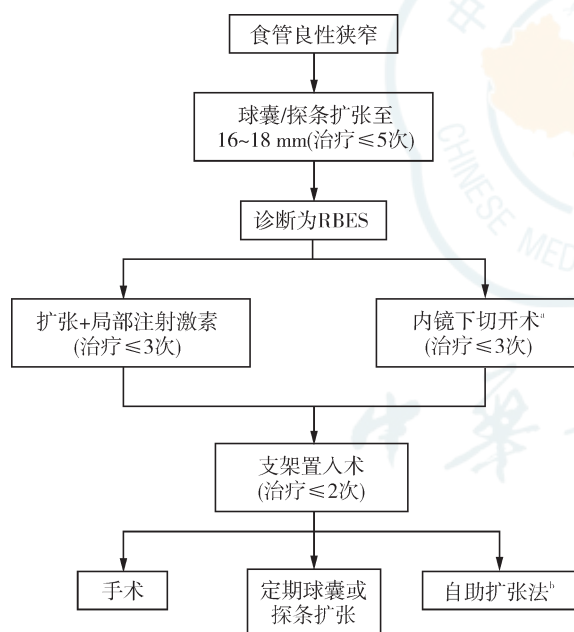 食管良性狭窄
球囊/探条扩张至
16~18 mm(治疗≤5次)
诊断为RBES
扩张+局部注射激素
(治疗≤3次)
内镜下切开术a
(治疗≤3次)
支架置入术
(治疗≤2次)
手术
定期球囊或
探条扩张
自助扩张法b
CHINESE MED